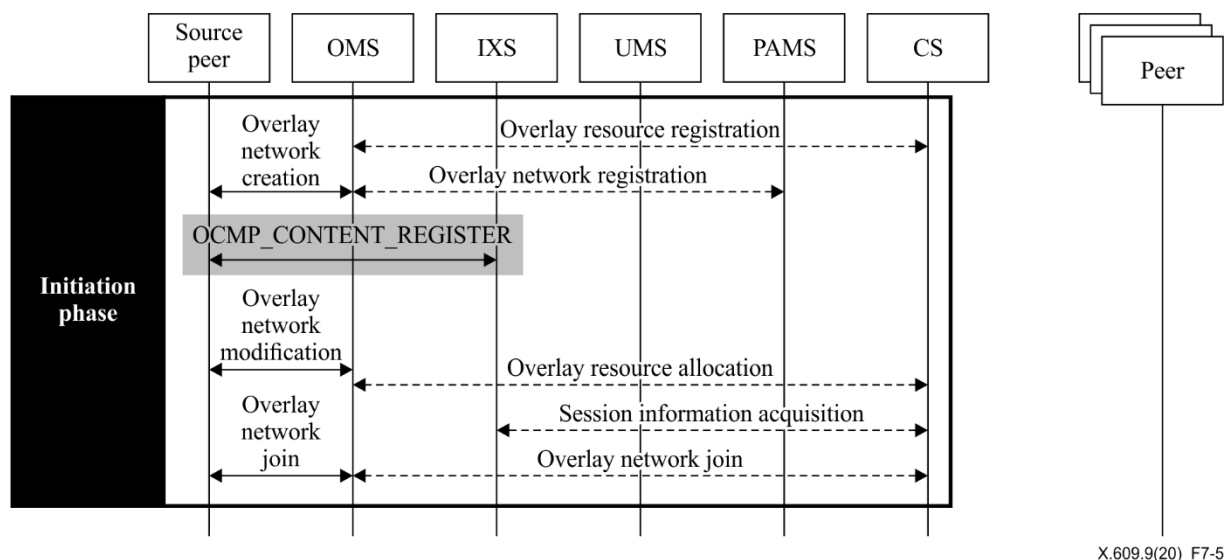 Source
peer
OMS
IXS
UMS
PAMS
CS
Peer
Overlay
network
creation
Overlay resource registration
Overlay network registration
OCMP_CONTENT_REGISTER
Initiation
phase
Overlay
network
modification
Overlay resource allocation
Overlay
network
join
Session information acquisition
Overlay network join
X.609.9(20)_F7-5